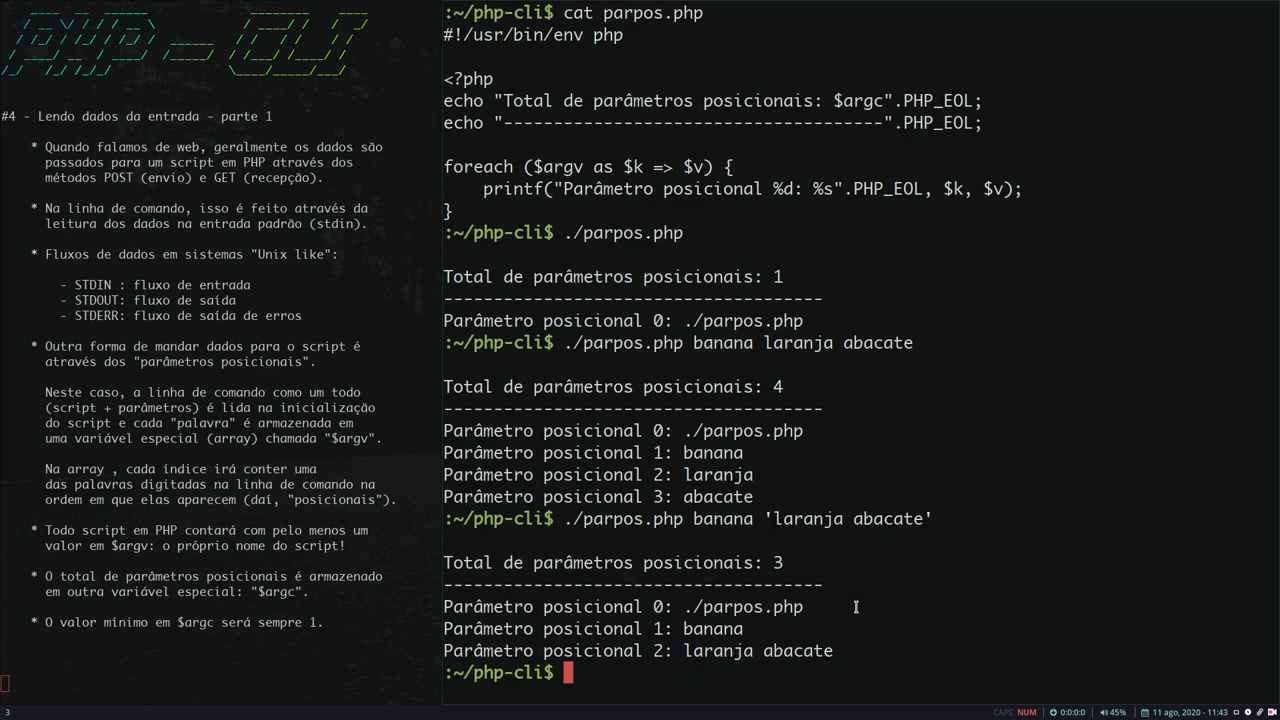 #4 - Lendo dados da entrada - parte 1
* Quando falamos de web, geralmente os dados são
passados para um script em PHP através dos
métodos POST (envio) e GET (recepção).
* Na linha de comando, isso é feito através da
leitura dos dados na entrada padrão (stdin).
* Fluxos de dados em sistemas "Unix like":
- STDIN : fluxo de entrada
- STDOUT: fluxo de saída
- STDERR: fluxo de saída de erros
* Outra forma de mandar dados para o script é
através dos "parâmetros posicionais".
Neste caso, a linha de comando como um todo
(script + parâmetros) é lida na inicialização
do script e cada "palavra" é armazenada em
uma variável especial (array) chamada "$argv".
Na array , cada índice irá conter uma
das palavras digitadas na linha de comando na
ordem em que elas aparecem (daí, "posicionais").
* Todo script em PHP contará com pelo menos um
valor em $argv: o próprio nome do script!
* O total de parâmetros posicionais é armazenado
em outra variável especial: "$argc".
* O valor mínimo em $argc será sempre 1.
:~/php-cli$ cat parpos.php
#!/usr/bin/env php
<?php
echo "Total de parâmetros posicionais: $argc".PHP_EOL;
echo "--------------------------------------".PHP_EOL;
foreach ($argv as $k => $v) {
printf("Parâmetro posicional %d: %s".PHP_EOL, $k, $v);
}
:~/php-cli$ ./parpos.php
Total de parâmetros posicionais: 1
--------------------------------------
Parâmetro posicional 0: ./parpos.php
:~/php-cli$ ./parpos.php banana laranja abacate
Total de parâmetros posicionais: 4
--------------------------------------
Parâmetro posicional 0: ./parpos.php
Parâmetro posicional 1: banana
Parâmetro posicional 2: laranja
Parâmetro posicional 3: abacate
:~/php-cli$ ./parpos.php banana 'laranja abacate'
Total de parâmetros posicionais: 3
--------------------------------------
Parâmetro posicional 0: ./parpos.php
Parâmetro posicional 1: banana
Parâmetro posicional 2: laranja abacate
:~/php-cli$
3
CAPS NUM 0:0:0:0 45% 11 ago, 2020 - 11:43